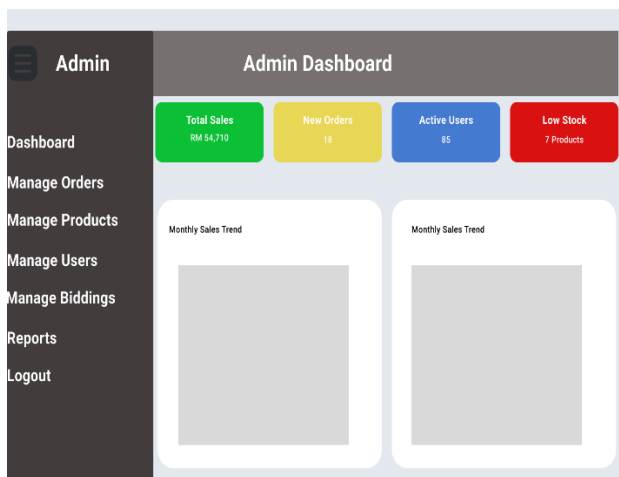 Admin
Admin Dashboard
Dashboard
Manage Orders
Manage Products
Manage Users
Manage Biddings
Reports
Logout
Total Sales
RM 54,710
New Orders
18
Active Users
85
Low Stock
7 Products
Monthly Sales Trend
Monthly Sales Trend